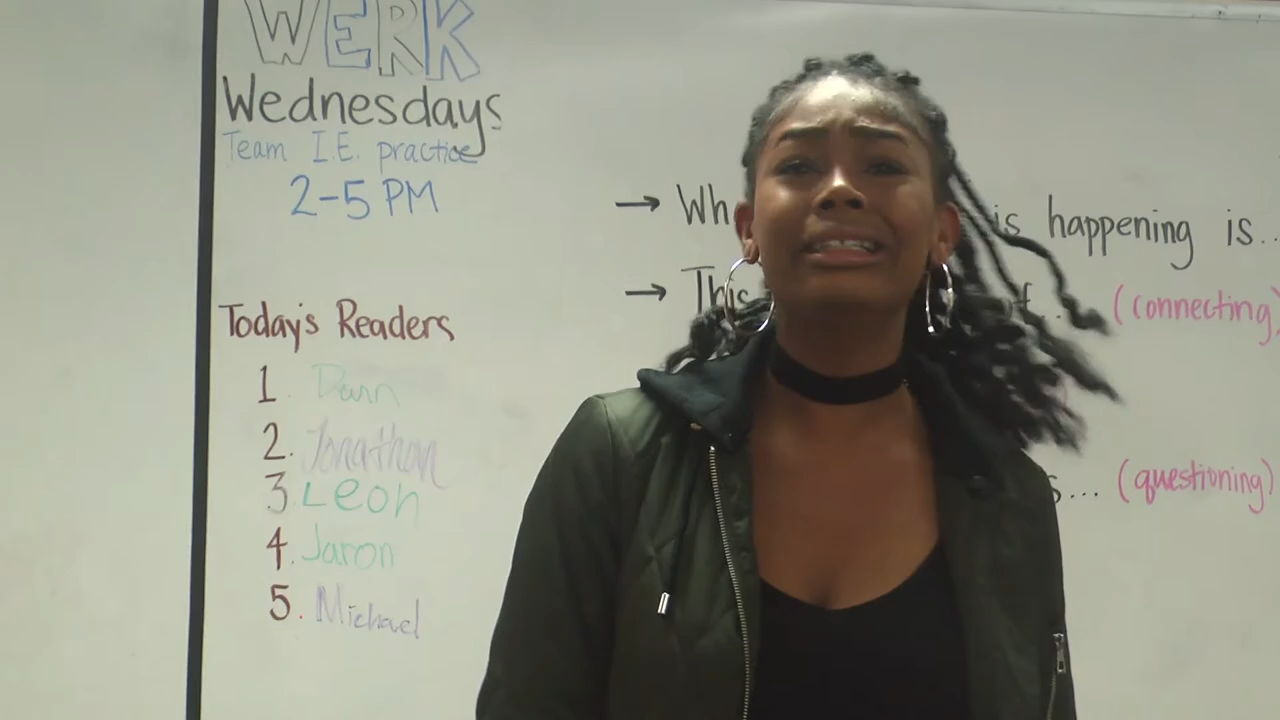 WERK
Wednesdays
Team I.E. practice
2-5 PM
Today's Readers
1.
2. Jonathon
3 Leon
4. Jaron
5. Michael
→ Wh is happening is...
→ This f... (connecting)
s... (questioning)